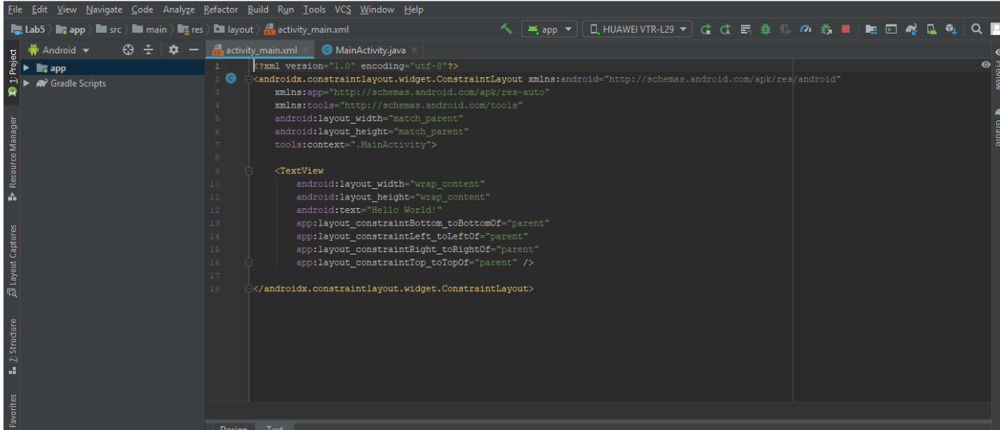 File Edit View Navigate Code Analyze Refactor Build Run Tools VCS Window Help
Lab5 app src main res layout activity_main.xml app HUAWEI VTR-L29
Android activity_main.xml MainActivity.java
1: Project
app
Gradle Scripts
Resource Manager
Layout Captures
7: Structure
Favorites
1 <?xml version="1.0" encoding="utf-8"?>
2 <androidx.constraintlayout.widget.ConstraintLayout xmlns:android="http://schemas.android.com/apk/res/android"
3 xmlns:app="http://schemas.android.com/apk/res-auto"
4 xmlns:tools="http://schemas.android.com/tools"
5 android:layout_width="match_parent"
6 android:layout_height="match_parent"
7 tools:context=".MainActivity">
8
9 <TextView
10 android:layout_width="wrap_content"
11 android:layout_height="wrap_content"
12 android:text="Hello World!"
13 app:layout_constraintBottom_toBottomOf="parent"
14 app:layout_constraintLeft_toLeftOf="parent"
15 app:layout_constraintRight_toRightOf="parent"
16 app:layout_constraintTop_toTopOf="parent" />
17
18 </androidx.constraintlayout.widget.ConstraintLayout>
Preview
Gradle
Design Text